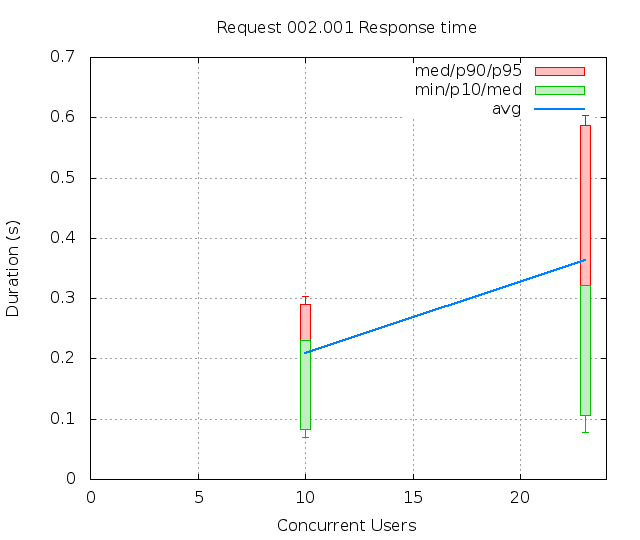 Request 002.001 Response time
med/p90/p95
min/p10/med
avg
Duration (s)
0.7
0.6
0.5
0.4
0.3
0.2
0.1
0
0 5 10 15 20
Concurrent Users